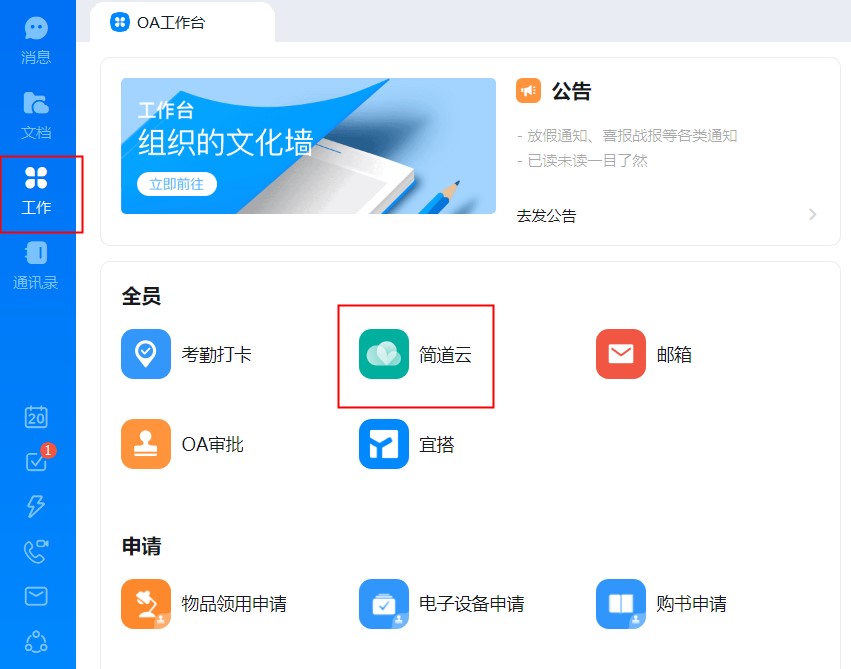 OA工作台
消息
文档
工作
通讯录
20
1
工作台
组织的文化墙
立即前往
公告
- 放假通知、喜报战报等各类通知
- 已读未读一目了然
去发公告
全员
考勤打卡
简道云
邮箱
OA审批
宜搭
申请
物品领用申请
电子设备申请
购书申请